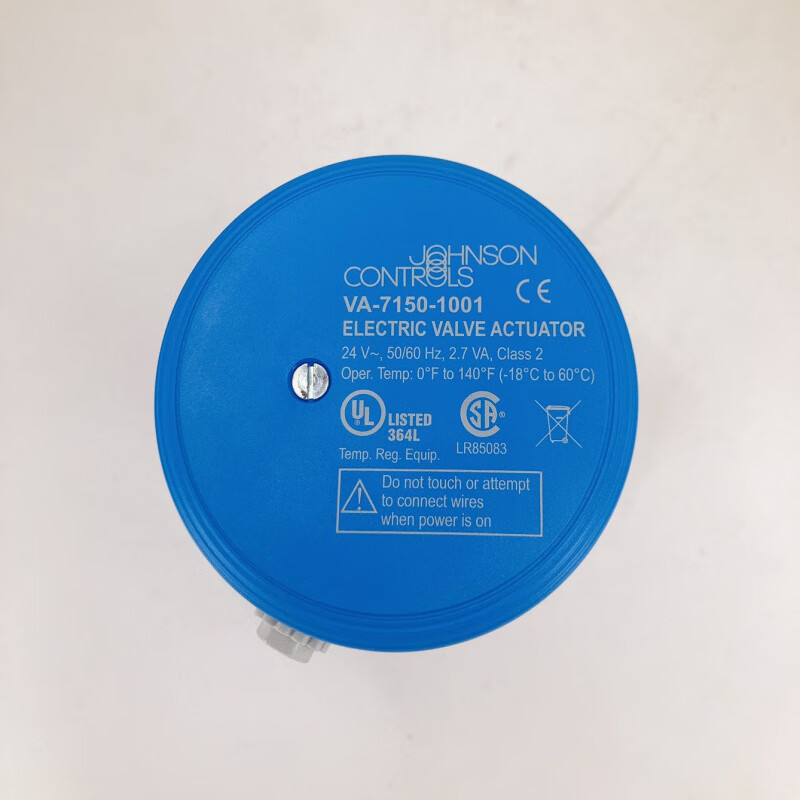 JOHNSON
CONTROLS
CE
VA-7150-1001
ELECTRIC VALVE ACTUATOR
24 V~, 50/60 Hz, 2.7 VA, Class 2
Oper. Temp: 0°F to 140°F (-18°C to 60°C)
UL LISTED
364L
Temp. Reg. Equip.
SA ®
LR85083
Do not touch or attempt
to connect wires
when power is on